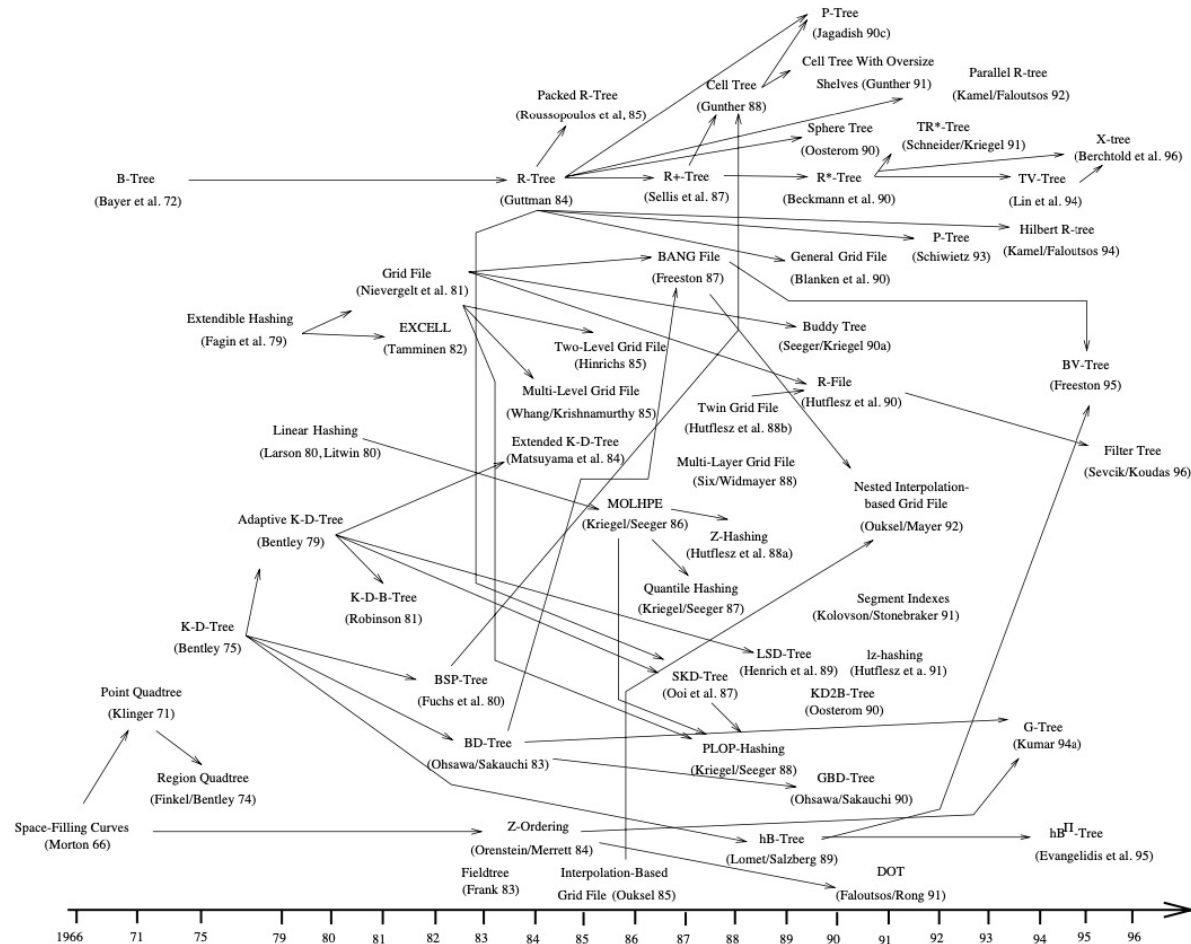 P-Tree
(Jagadish 90c)
Cell Tree With Oversize
Shelves (Gunther 91)
Cell Tree
(Gunther 88)
Parallel R-tree
(Kamel/Faloutsos 92)
Packed R-Tree
(Roussopoulos et al, 85)
Sphere Tree
(Oosterom 90)
TR*-Tree
(Schneider/Kriegel 91)
X-tree
(Berchtold et al. 96)
B-Tree
(Bayer et al. 72)
R-Tree
(Guttman 84)
R+-Tree
(Sellis et al. 87)
R*-Tree
(Beckmann et al. 90)
TV-Tree
(Lin et al. 94)
Hilbert R-tree
(Kamel/Faloutsos 94)
P-Tree
(Schiwietz 93)
BANG File
(Freeston 87)
General Grid File
(Blanken et al. 90)
Grid File
(Nievergelt et al. 81)
Extendible Hashing
(Fagin et al. 79)
EXCELL
(Tamminen 82)
Buddy Tree
(Seeger/Kriegel 90a)
Two-Level Grid File
(Hinrichs 85)
BV-Tree
(Freeston 95)
R-File
(Hutflesz et al. 90)
Multi-Level Grid File
(Whang/Krishnamurthy 85)
Twin Grid File
(Hutflesz et al. 88b)
Linear Hashing
(Larson 80, Litwin 80)
Extended K-D-Tree
(Matsuyama et al. 84)
Filter Tree
(Sevcik/Koudas 96)
Multi-Layer Grid File
(Six/Widmayer 88)
Nested Interpolation-
based Grid File
(Ouksel/Mayer 92)
MOLHPE
(Kriegel/Seeger 86)
Adaptive K-D-Tree
(Bentley 79)
Z-Hashing
(Hutflesz et al. 88a)
K-D-B-Tree
(Robinson 81)
Quantile Hashing
(Kriegel/Seeger 87)
Segment Indexes
(Kolovson/Stonebraker 91)
K-D-Tree
(Bentley 75)
LSD-Tree
(Henrich et al. 89)
lz-hashing
(Hutflesz e a. 91)
BSP-Tree
(Fuchs et al. 80)
SKD-Tree
(Ooi et al. 87)
KD2B-Tree
(Oosterom 90)
Point Quadtree
(Klinger 71)
G-Tree
(Kumar 94a)
BD-Tree
(Ohsawa/Sakauchi 83)
PLOP-Hashing
(Kriegel/Seeger 88)
Region Quadtree
(Finkel/Bentley 74)
GBD-Tree
(Ohsawa/Sakauchi 90)
Space-Filling Curves
(Morton 66)
Z-Ordering
(Orenstein/Merrett 84)
hB-Tree
(Lomet/Salzberg 89)
hBΠ-Tree
(Evangelidis et al. 95)
Fieldtree
(Frank 83)
Interpolation-Based
Grid File (Ouksel 85)
DOT
(Faloutsos/Rong 91)
1966 71 75 79 80 81 82 83 84 85 86 87 88 89 90 91 92 93 94 95 96